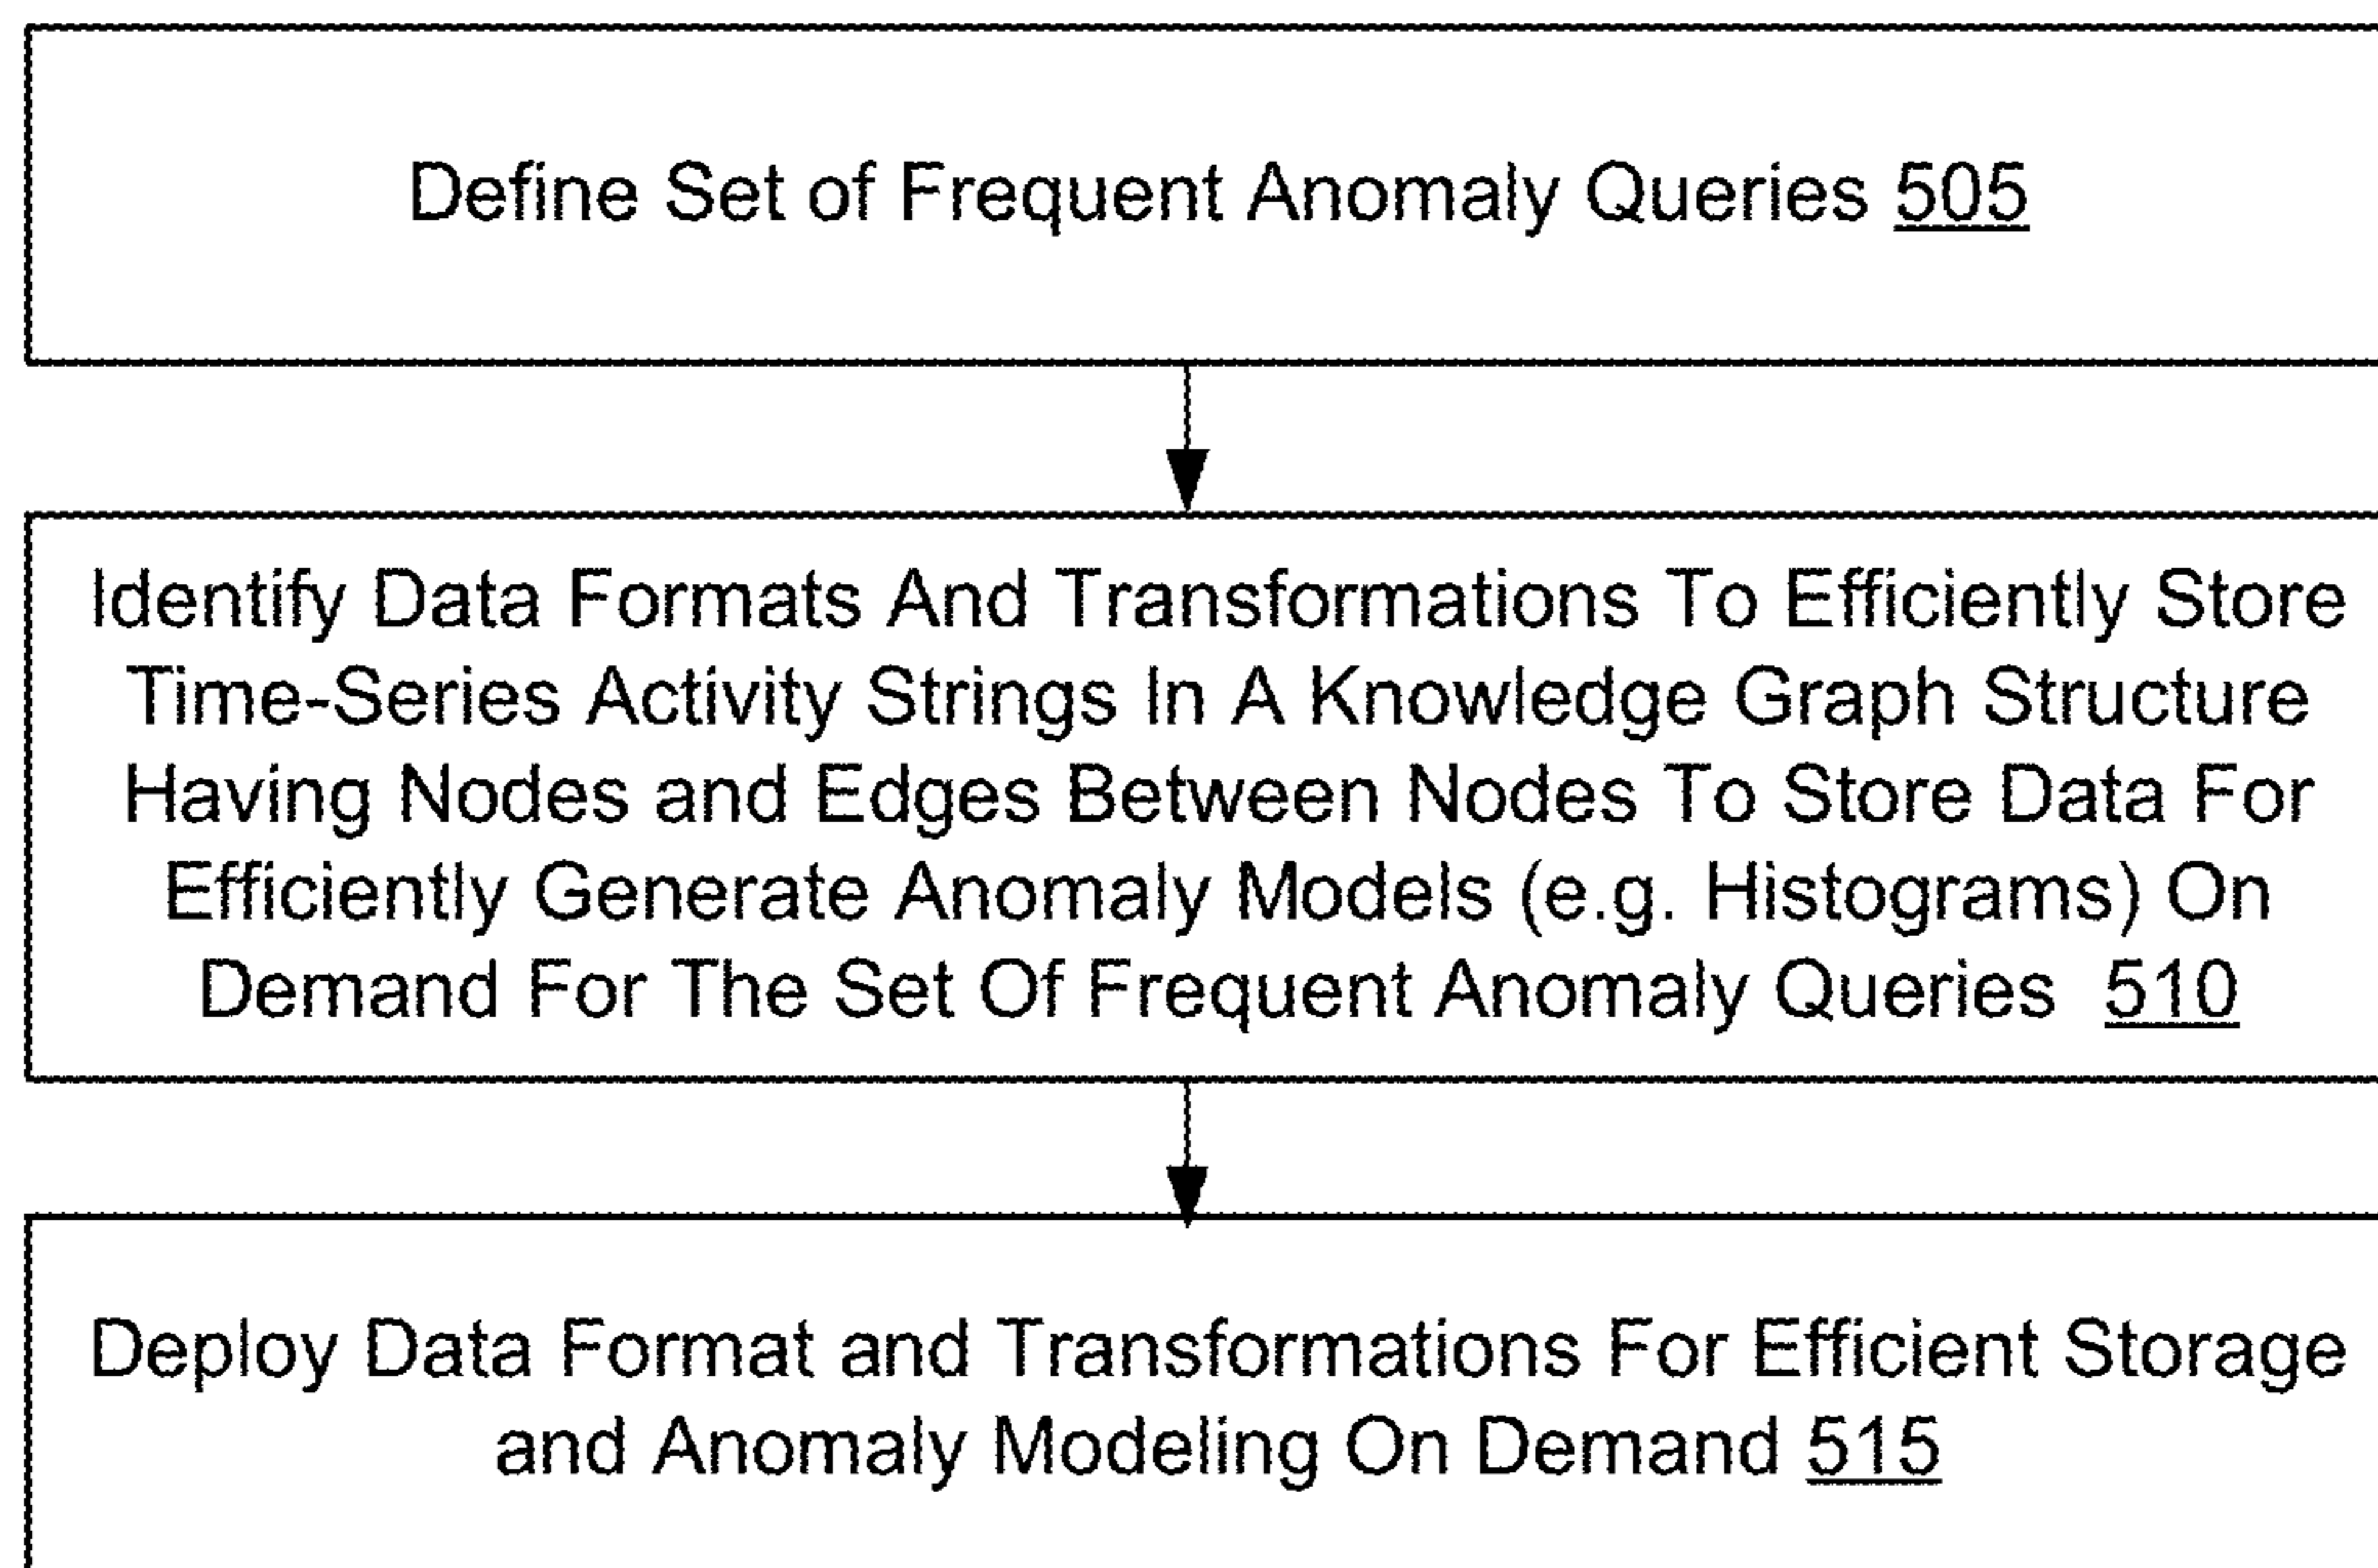 Define Set of Frequent Anomaly Queries 505
Identify Data Formats And Transformations To Efficiently Store
Time-Series Activity Strings In A Knowledge Graph Structure
Having Nodes and Edges Between Nodes To Store Data For
Efficiently Generate Anomaly Models (e.g. Histograms) On
Demand For The Set Of Frequent Anomaly Queries 510
Deploy Data Format and Transformations For Efficient Storage
and Anomaly Modeling On Demand 515